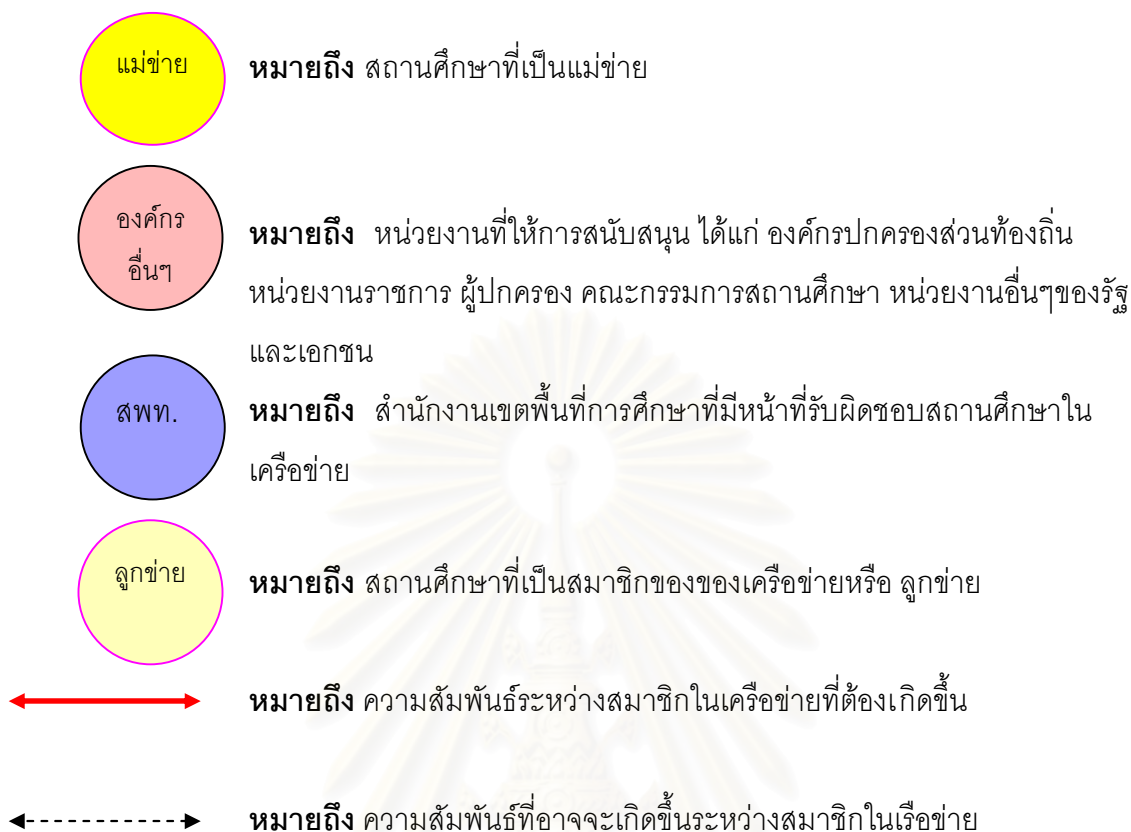 แม่ข่าย
หมายถึง สถานศึกษาที่เป็นแม่ข่าย
องค์กร
อื่นๆ
หมายถึง หน่วยงานที่ให้การสนับสนุน ได้แก่ องค์กรปกครองส่วนท้องถิ่น
หน่วยงานราชการ ผู้ปกครอง คณะกรรมการสถานศึกษา หน่วยงานอื่นๆของรัฐ
และเอกชน
สพท.
หมายถึง สำนักงานเขตพื้นที่การศึกษาที่มีหน้าที่รับผิดชอบสถานศึกษาใน
เครือข่าย
ลูกข่าย
หมายถึง สถานศึกษาที่เป็นสมาชิกของของเครือข่ายหรือ ลูกข่าย
หมายถึง ความสัมพันธ์ระหว่างสมาชิกในเครือข่ายที่ต้องเกิดขึ้น
หมายถึง ความสัมพันธ์ที่อาจจะเกิดขึ้นระหว่างสมาชิกในเรือข่าย